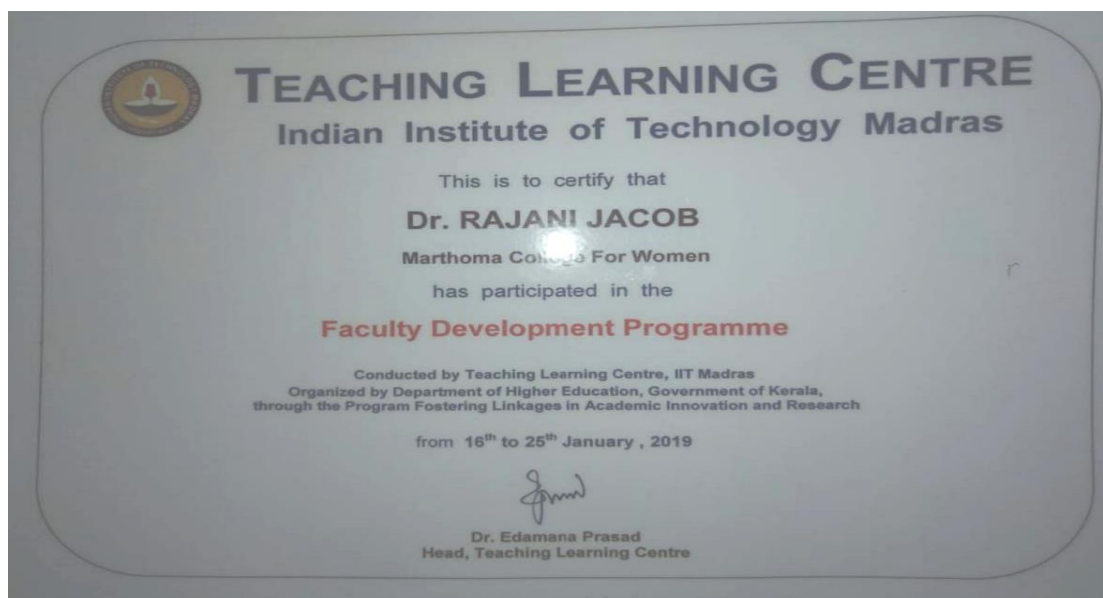 TEACHING LEARNING CENTRE
Indian Institute of Technology Madras
This is to certify that
Dr. RAJANI JACOB
Marthoma College For Women
has participated in the
Faculty Development Programme
Conducted by Teaching Learning Centre, IIT Madras
Organized by Department of Higher Education, Government of Kerala,
through the Program Fostering Linkages in Academic Innovation and Research
from 16th to 25th January , 2019
Dr. Edamana Prasad
Head, Teaching Learning Centre